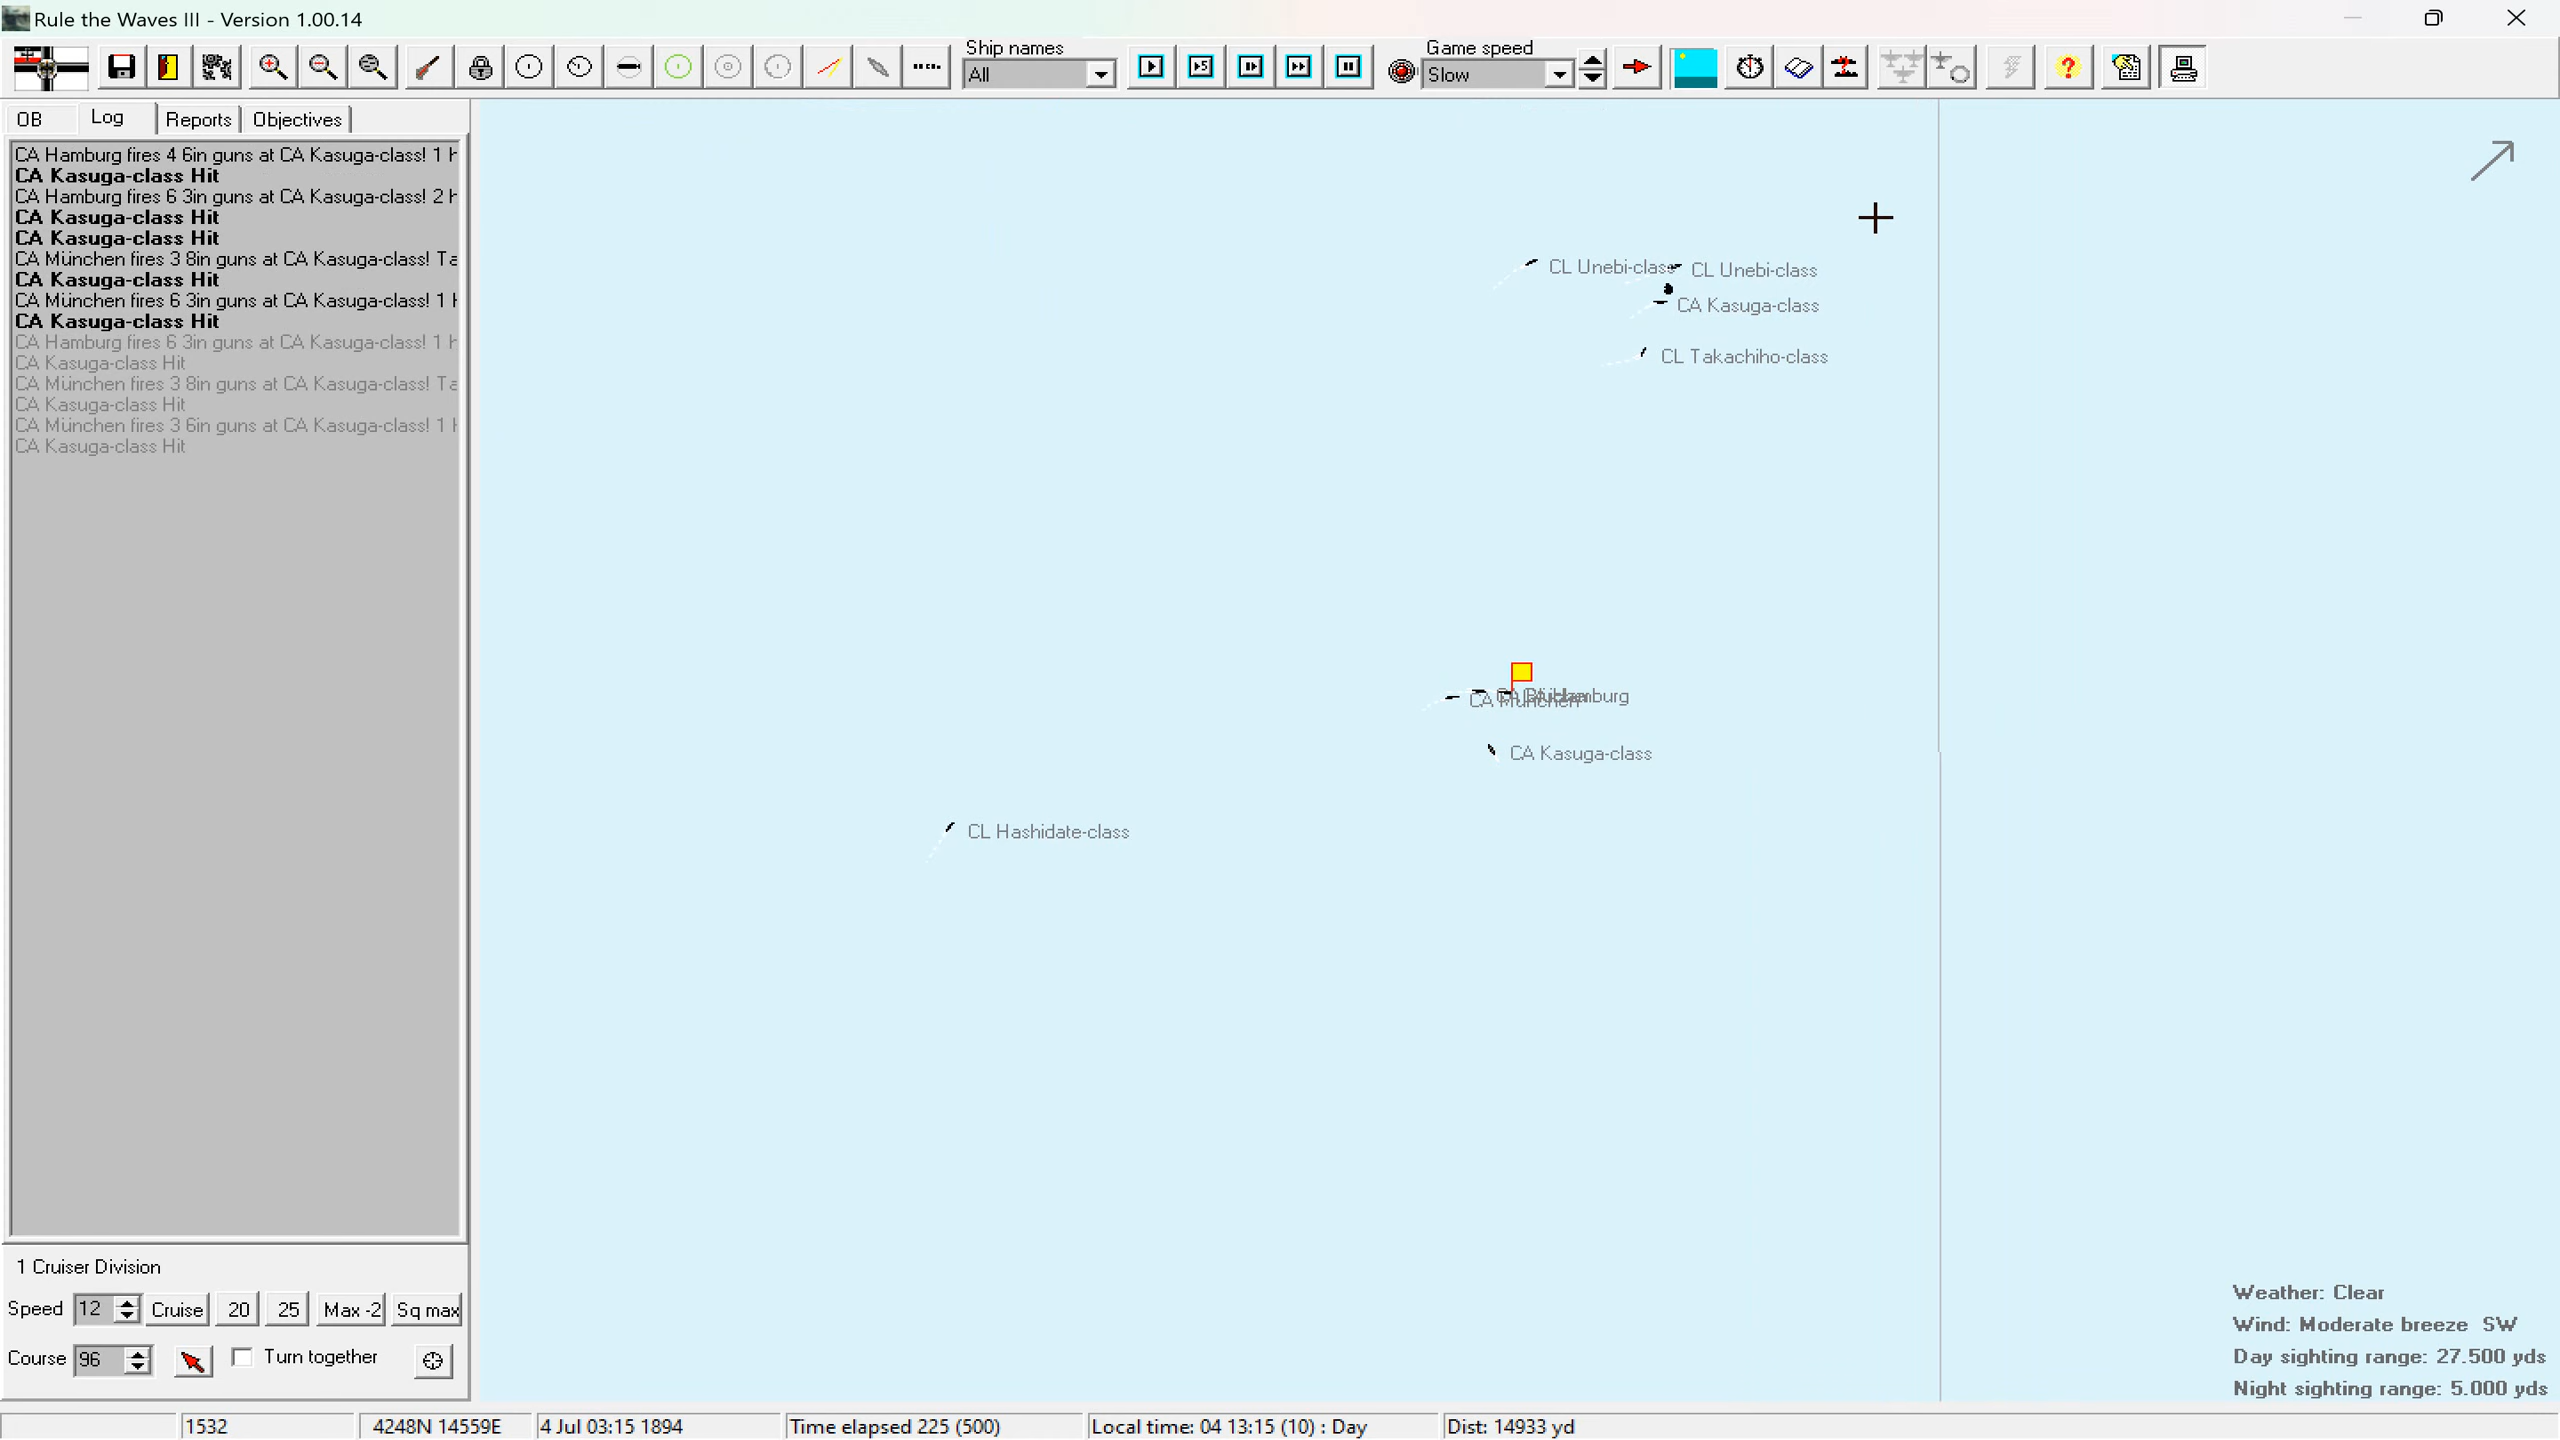 Rule the Waves III - Version 1.00.14
Ship names
All
Game speed
Slow
OB
Log
Reports
Objectives
CA Hamburg fires 4 6in guns at CA Kasuga-class! 1
CA Kasuga-class Hit
CA Hamburg fires 6 3in guns at CA Kasuga-class! 2
CA Kasuga-class Hit
CA Kasuga-class Hit
CA München fires 3 8in guns at CA Kasuga-class! Ta
CA Kasuga-class Hit
CA München fires 6 3in guns at CA Kasuga-class! 1
CA Kasuga-class Hit
CA Hamburg fires 6 3in guns at CA Kasuga-class! 1
CA Kasuga-class Hit
CA München fires 3 8in guns at CA Kasuga-class! Ta
CA Kasuga-class Hit
CA München fires 3 6in guns at CA Kasuga-class! 1
CA Kasuga-class Hit
CL Unebi-class
CL Unebi-class
CA Kasuga-class
CL Takachiho-class
CA München
CA Kasuga-class
CL Hashidate-class
1 Cruiser Division
Speed 12 Cruise 20 25 Max -2 Sq max
Course 96 Turn together
Weather: Clear
Wind: Moderate breeze SW
Day sighting range: 27.500 yds
Night sighting range: 5.000 yds
1532
4248N 14559E
4 Jul 03:15 1894
Time elapsed 225 (500)
Local time: 04 13:15 (10) : Day
Dist: 14933 yd